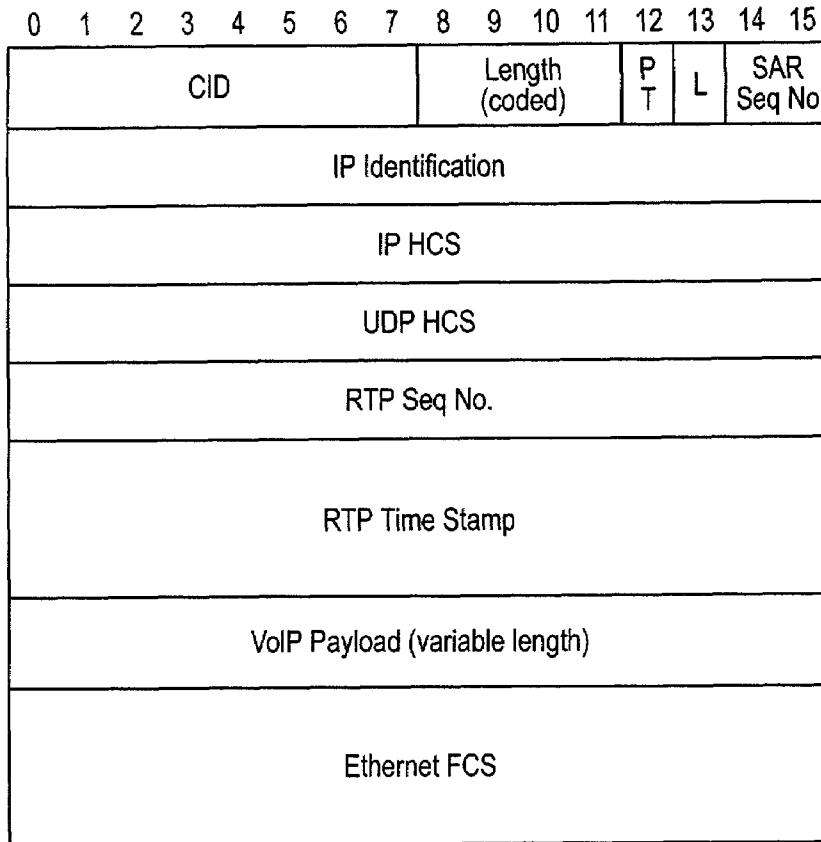 0 1 2 3 4 5 6 7 8 9 10 11 12 13 14 15
CID
Length
(coded)
P
T
L
SAR
Seq No
IP Identification
IP HCS
UDP HCS
RTP Seq No.
RTP Time Stamp
VoIP Payload (variable length)
Ethernet FCS